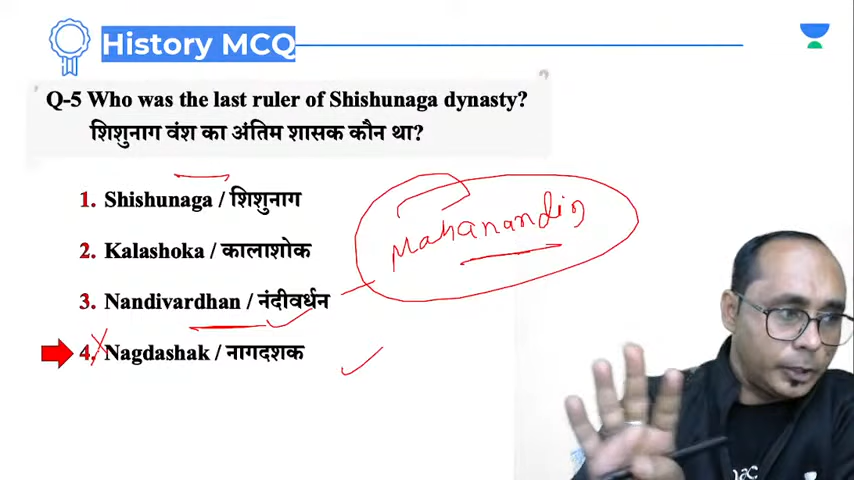 History MCQ
Q-5 Who was the last ruler of Shishunaga dynasty?
शिशुनाग वंश का अंतिम शासक कौन था?
1. Shishunaga / शिशुनाग
Mahanandin
2. Kalashoka / कालाशोक
3. Nandivardhan / नंदीवर्धन
4. Nagdashak / नागदशक